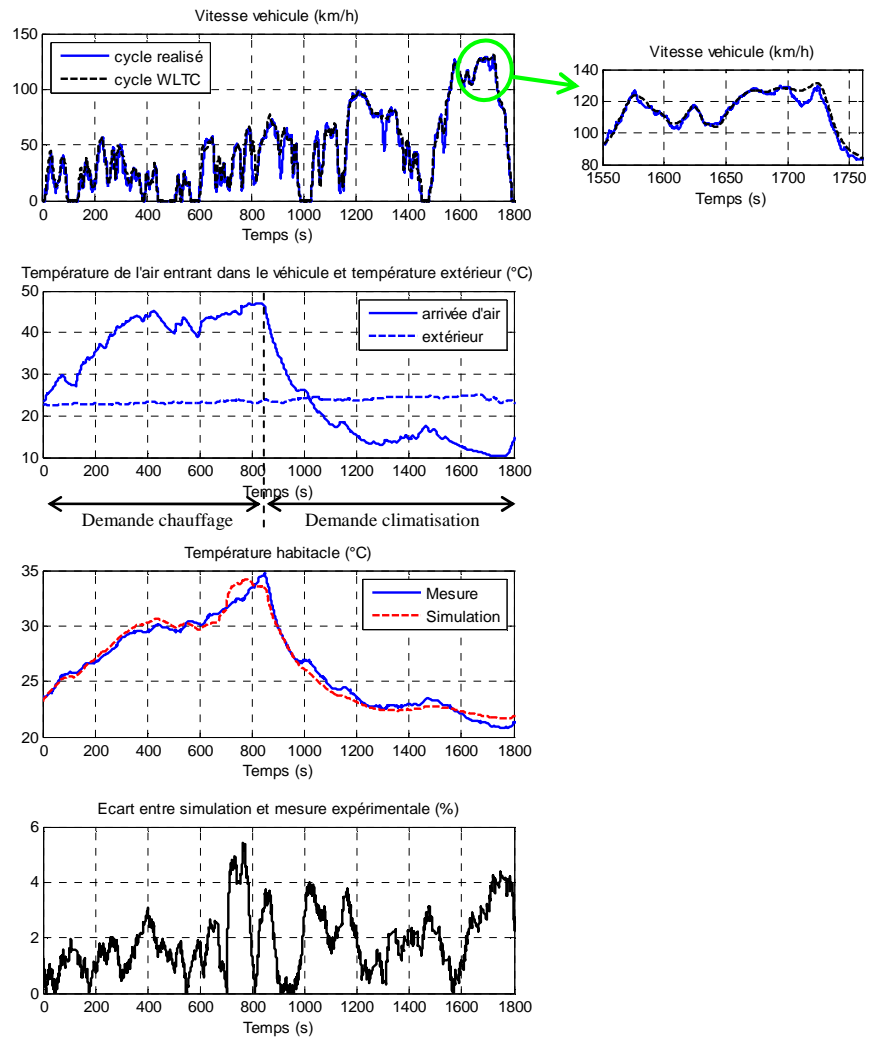 Vitesse vehicule (km/h)
150
100
50
0
cycle realisé
cycle WLTC
0 200 400 600 800 1000 1200 1400 1600 1800
Temps (s)
Vitesse vehicule (km/h)
140
120
100
80
1550 1600 1650 1700 1750
Temps (s)
Température de l'air entrant dans le véhicule et température extérieur (°C)
50
40
30
20
10
arrivée d'air
extérieur
0 200 400 600 800 1000 1200 1400 1600 1800
Temps (s)
Demande chauffage Demande climatisation
Température habitacle (°C)
35
30
25
20
Mesure
Simulation
0 200 400 600 800 1000 1200 1400 1600 1800
Temps (s)
Ecart entre simulation et mesure expérimentale (%)
6
4
2
0
0 200 400 600 800 1000 1200 1400 1600 1800
Temps (s)